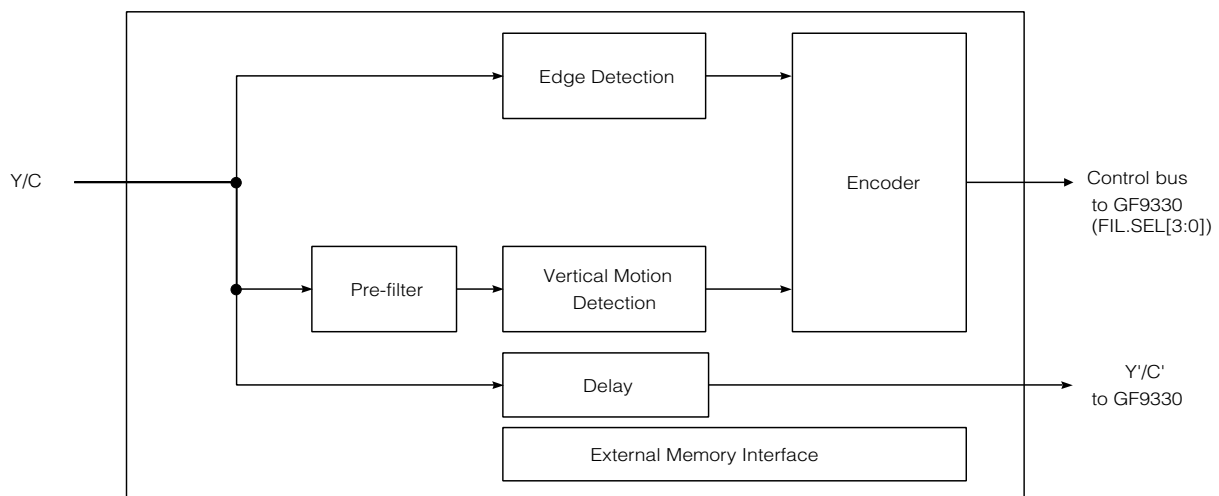 Edge Detection
Y/C
Encoder
Control bus
to GF9330
(FIL.SEL[3:0])
Pre-filter
Vertical Motion
Detection
Delay
Y'/C'
to GF9330
External Memory Interface